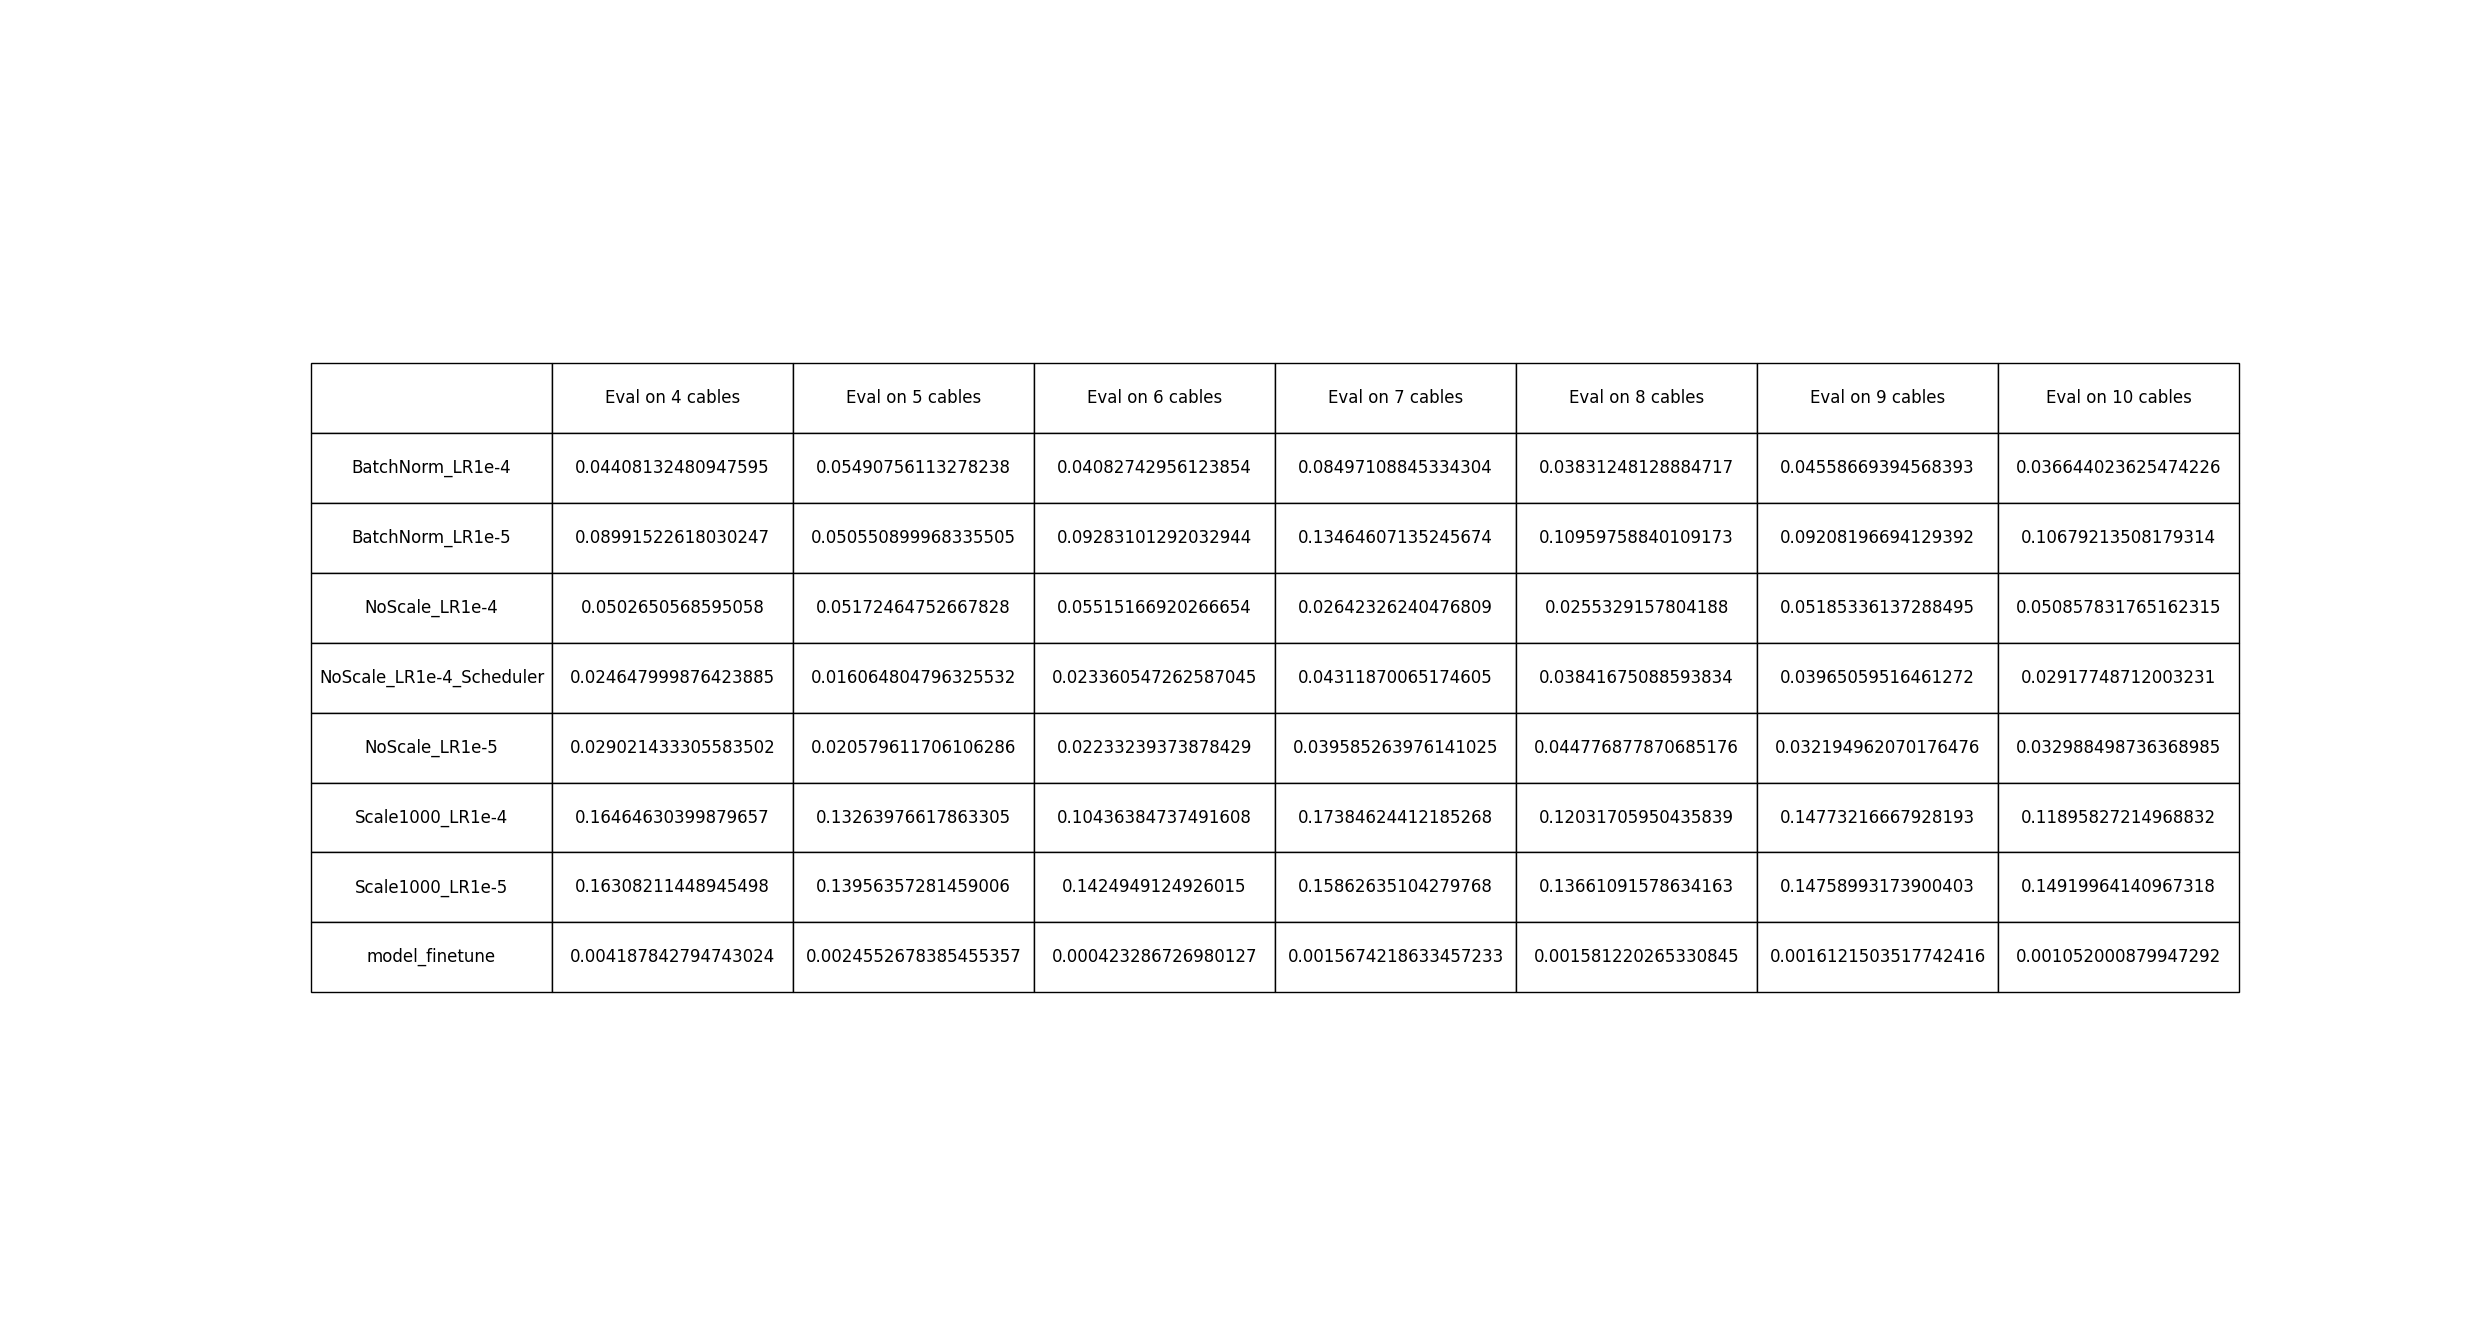 Eval on 4 cables Eval on 5 cables Eval on 6 cables Eval on 7 cables Eval on 8 cables Eval on 9 cables Eval on 10 cables
BatchNorm_LR1e-4 0.04408132480947595 0.05490756113278238 0.04082742956123854 0.08497108845334304 0.03831248128884717 0.04558669394568393 0.036644023625474226
BatchNorm_LR1e-5 0.08991522618030247 0.050550899968335505 0.09283101292032944 0.13464607135245674 0.10959758840109173 0.09208196694129392 0.10679213508179314
NoScale_LR1e-4 0.0502650568595058 0.05172464752667828 0.05515166920266654 0.02642326240476809 0.0255329157804188 0.05185336137288495 0.050857831765162315
NoScale_LR1e-4_Scheduler 0.024647999876423885 0.016064804796325532 0.023360547262587045 0.04311870065174605 0.03841675088593834 0.03965059516461272 0.02917748712003231
NoScale_LR1e-5 0.029021433305583502 0.020579611706106286 0.02233239373878429 0.039585263976141025 0.044776877870685176 0.032194962070176476 0.032988498736368985
Scale1000_LR1e-4 0.16464630399879657 0.13263976617863305 0.10436384737491608 0.17384624412185268 0.12031705950435839 0.14773216667928193 0.11895827214968832
Scale1000_LR1e-5 0.16308211448945498 0.13956357281459006 0.1424949124926015 0.15862635104279768 0.13661091578634163 0.14758993173900403 0.14919964140967318
model_finetune 0.004187842794743024 0.0024552678385455357 0.000423286726980127 0.0015674218633457233 0.001581220265330845 0.0016121503517742416 0.001052000879947292